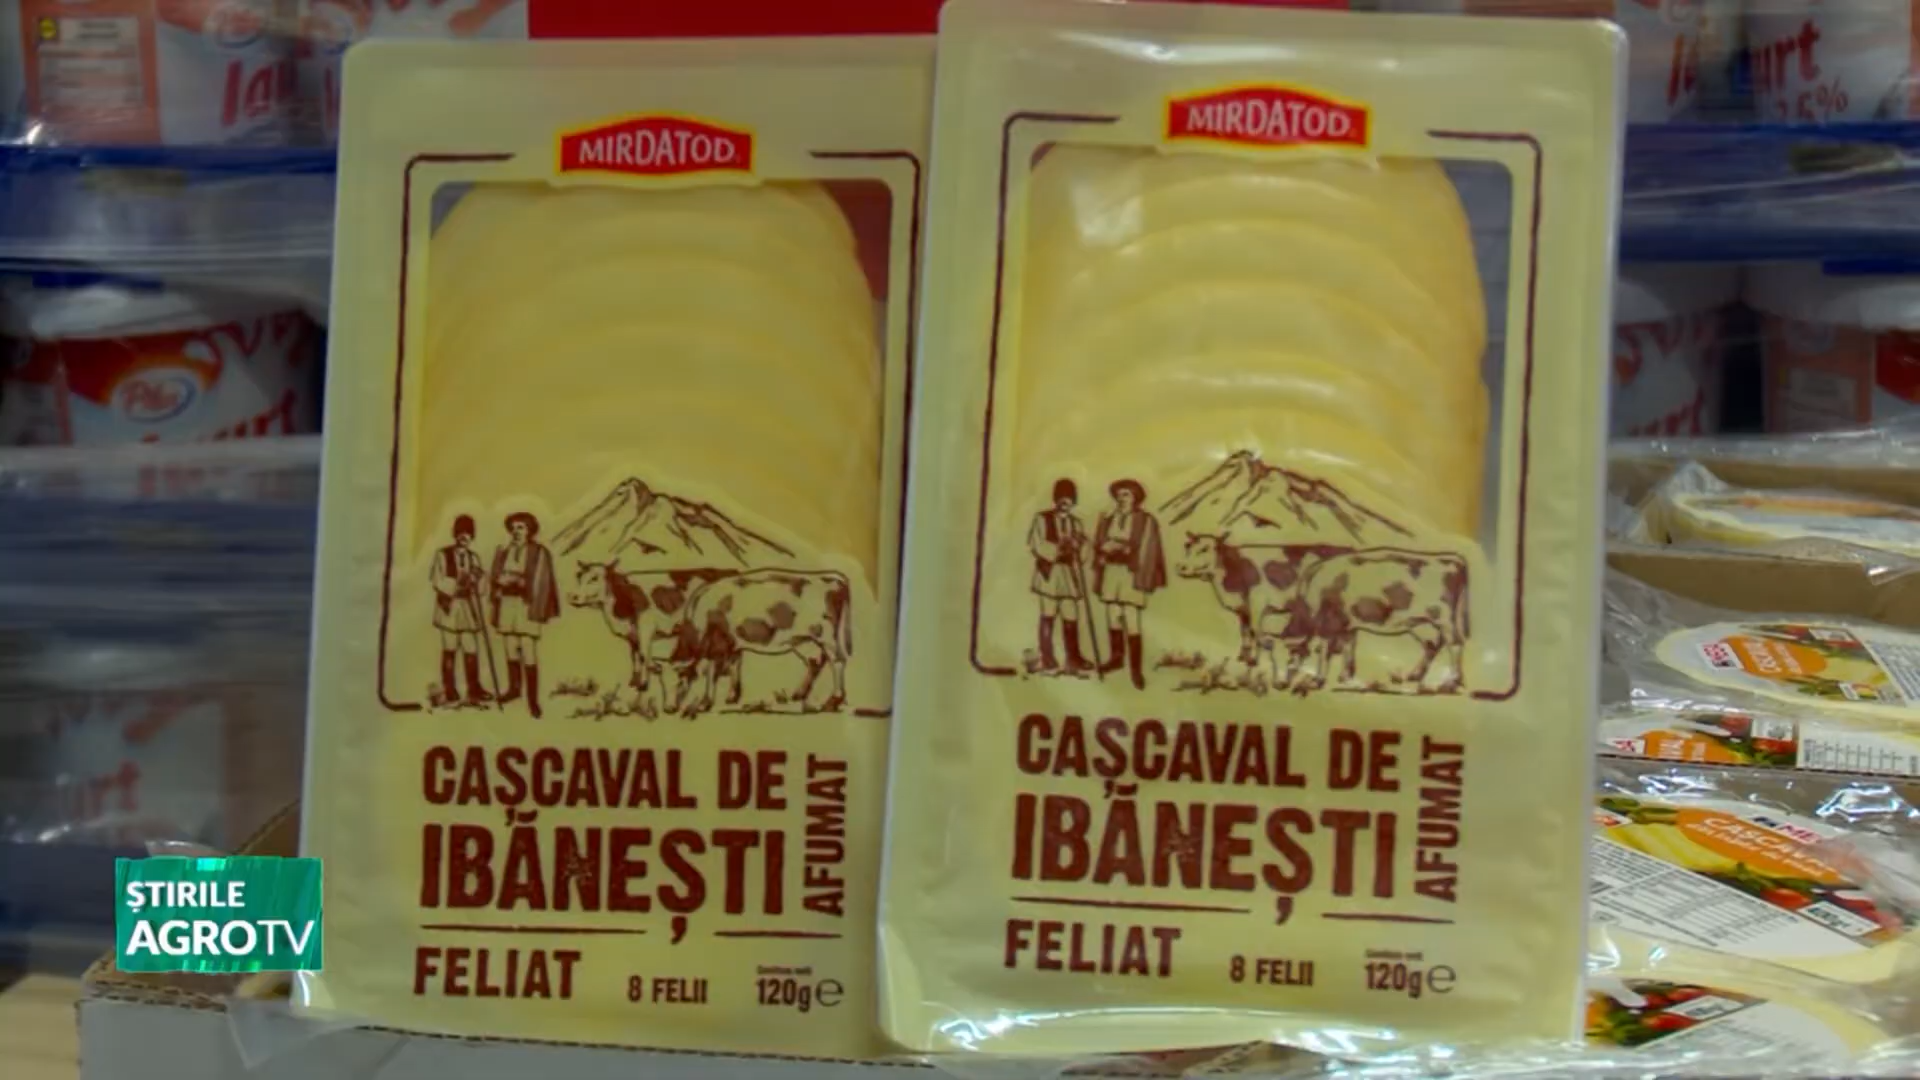 MIRDATOD
CAȘCAVAL DE
IBĂNEȘTI
AFUMAT
FELIAT
8 FELII
120g℮
MIRDATOD
CAȘCAVAL DE
IBĂNEȘTI
AFUMAT
FELIAT
8 FELII
120g℮
Pilos
ȘTIRILE
AGROTV